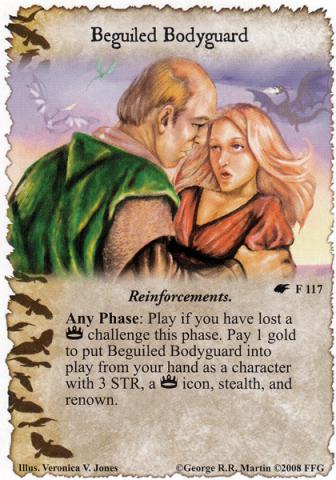 Beguiled Bodyguard
F 117
Reinforcements.
Any Phase: Play if you have lost a
challenge this phase. Pay 1 gold
to put Beguiled Bodyguard into
play from your hand as a character
with 3 STR, a icon, stealth, and
renown.
Illus. Veronica V. Jones ©George R.R. Martin ©2008 FFG